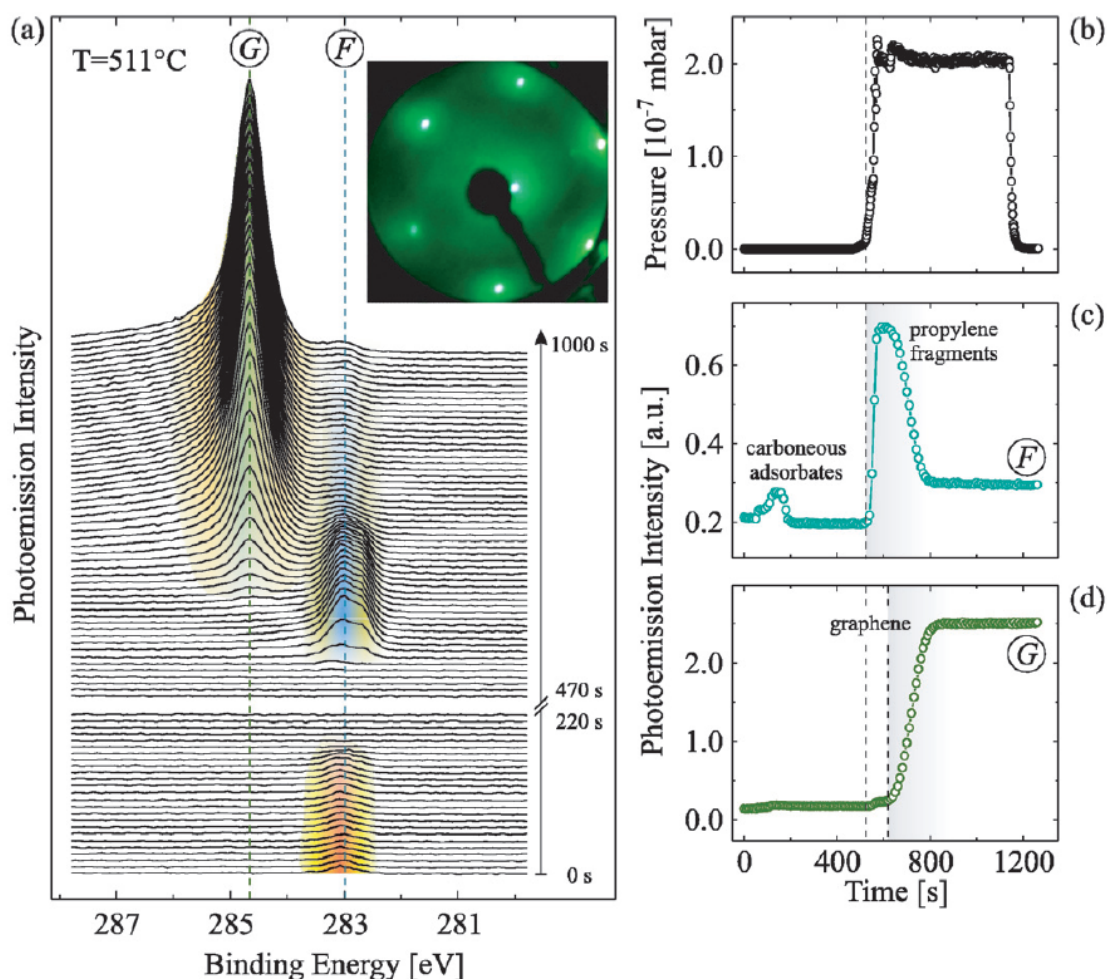 (a)
T=511°C
G
F
1000 s
470 s
220 s
0 s
Photoemission Intensity
287
285
283
281
Binding Energy [eV]
(b)
Pressure [10⁻⁷ mbar]
2.0
1.0
0.0
(c)
propylene
fragments
carboneous
adsorbates
F
0.6
0.4
0.2
Photoemission Intensity [a.u.]
(d)
graphene
G
2.0
1.0
0.0
0
400
800
1200
Time [s]